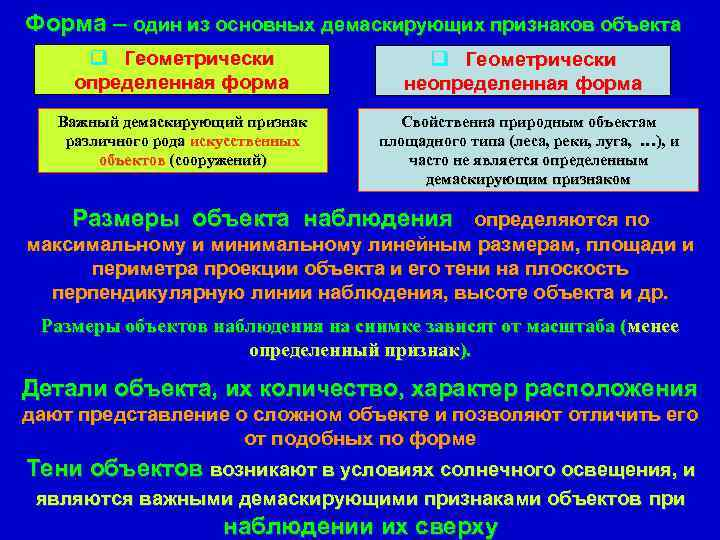 Форма – один из основных демаскирующих признаков объекта
Геометрически
определенная форма
Геометрически
неопределенная форма
Важный демаскирующий признак
различного рода искусственных
объектов (сооружений)
Свойственна природным объектам
площадного типа (леса, реки, луга, …), и
часто не является определенным
демаскирующим признаком
Размеры объекта наблюдения определяются по
максимальному и минимальному линейным размерам, площади и
периметра проекции объекта и его тени на плоскость
перпендикулярную линии наблюдения, высоте объекта и др.
Размеры объектов наблюдения на снимке зависят от масштаба (менее
определенный признак).
Детали объекта, их количество, характер расположения
дают представление о сложном объекте и позволяют отличить его
от подобных по форме
Тени объектов возникают в условиях солнечного освещения, и
являются важными демаскирующими признаками объектов при
наблюдении их сверху